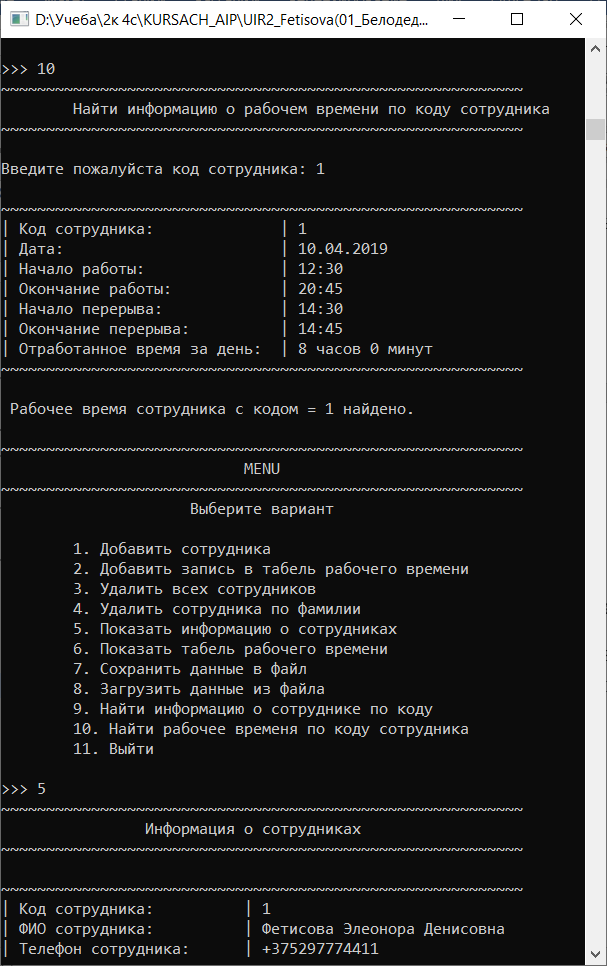 D:\Учеба\2к 4с\KURSACH_AIP\UIR2_Fetisova(01_Белодед...
>>> 10
~~~~~~~~~~~~~~~~~~~~~~~~~~~~~~~~~~~~~~~~~~~~~~~~~~~~~~~~~~
Найти информацию о рабочем времени по коду сотрудника
~~~~~~~~~~~~~~~~~~~~~~~~~~~~~~~~~~~~~~~~~~~~~~~~~~~~~~~~~~
Введите пожалуйста код сотрудника: 1
~~~~~~~~~~~~~~~~~~~~~~~~~~~~~~~~~~~~~~~~~~~~~~~~~~~~~~~~~~
| Код сотрудника: | 1
| Дата: | 10.04.2019
| Начало работы: | 12:30
| Окончание работы: | 20:45
| Начало перерыва: | 14:30
| Окончание перерыва: | 14:45
| Отработанное время за день: | 8 часов 0 минут
~~~~~~~~~~~~~~~~~~~~~~~~~~~~~~~~~~~~~~~~~~~~~~~~~~~~~~~~~~
Рабочее время сотрудника с кодом = 1 найдено.
~~~~~~~~~~~~~~~~~~~~~~~~~~~~~~~~~~~~~~~~~~~~~~~~~~~~~~~~~~
MENU
~~~~~~~~~~~~~~~~~~~~~~~~~~~~~~~~~~~~~~~~~~~~~~~~~~~~~~~~~~
Выберите вариант
1. Добавить сотрудника
2. Добавить запись в табель рабочего времени
3. Удалить всех сотрудников
4. Удалить сотрудника по фамилии
5. Показать информацию о сотрудниках
6. Показать табель рабочего времени
7. Сохранить данные в файл
8. Загрузить данные из файла
9. Найти информацию о сотруднике по коду
10. Найти рабочее временя по коду сотрудника
11. Выйти
>>> 5
~~~~~~~~~~~~~~~~~~~~~~~~~~~~~~~~~~~~~~~~~~~~~~~~~~~~~~~~~~
Информация о сотрудниках
~~~~~~~~~~~~~~~~~~~~~~~~~~~~~~~~~~~~~~~~~~~~~~~~~~~~~~~~~~
~~~~~~~~~~~~~~~~~~~~~~~~~~~~~~~~~~~~~~~~~~~~~~~~~~~~~~~~~~
| Код сотрудника: | 1
| ФИО сотрудника: | Фетисова Элеонора Денисовна
| Телефон сотрудника: | +375297774411